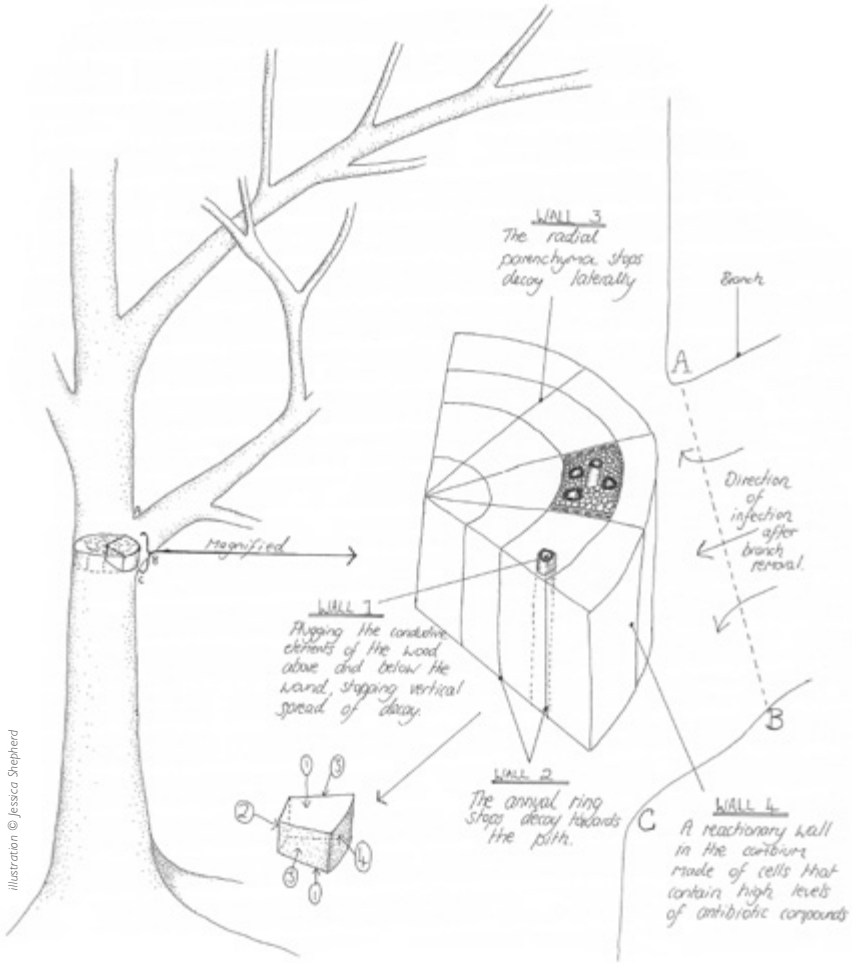 WALL 3
The radial
parenchyma stops
decay laterally
Branch
A
Direction
of
infection
after
branch
removal.
A
B
C
Magnified
WALL 1
Plugging the conductive
elements of the wood
above and below the
wound, stopping vertical
spread of decay.
B
WALL 2
The annual ring
stops decay towards
the pith.
C
WALL 4
A reactionary wall
in the cambium
made of cells that
contain high levels
of antibiotic compounds
1
3
2
4
3
1
illustration © Jessica Shepherd